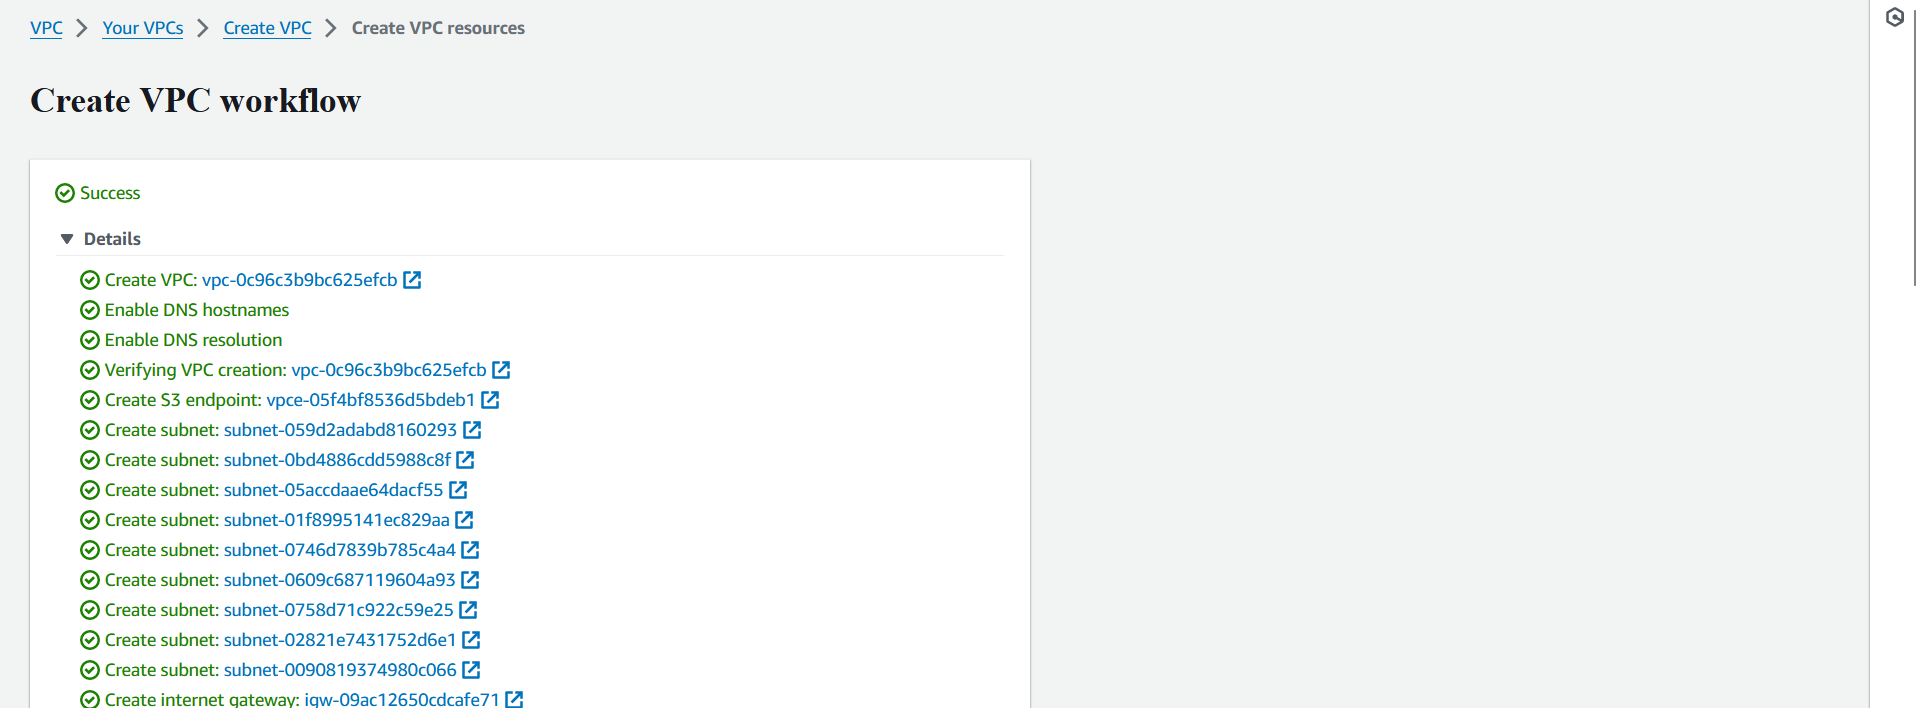 VPC > Your VPCs > Create VPC > Create VPC resources
Create VPC workflow
Success
Details
Create VPC: vpc-0c96c3b9bc625efcb
Enable DNS hostnames
Enable DNS resolution
Verifying VPC creation: vpc-0c96c3b9bc625efcb
Create S3 endpoint: vpce-05f4bf8536d5bdeb1
Create subnet: subnet-059d2adabd8160293
Create subnet: subnet-0bd4886cdd5988c8f
Create subnet: subnet-05accdaae64dacf55
Create subnet: subnet-01f8995141ec829aa
Create subnet: subnet-0746d7839b785c4a4
Create subnet: subnet-0609c687119604a93
Create subnet: subnet-0758d71c922c59e25
Create subnet: subnet-02821e7431752d6e1
Create subnet: subnet-0090819374980c066
Create internet gateway: igw-09ac12650cdcafe71